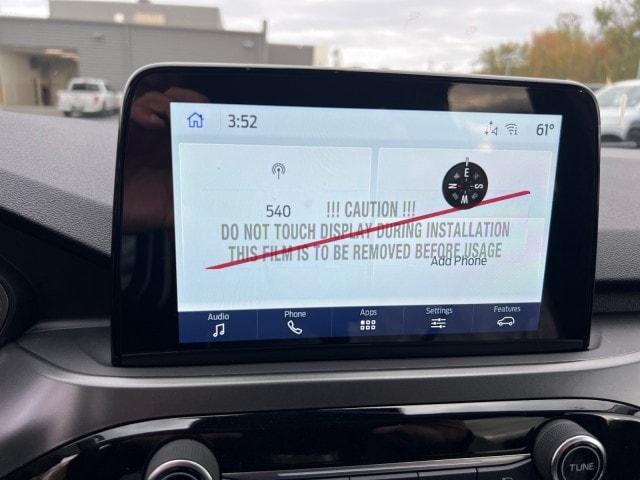 3:52
61°
E
N S
W
540
!!! CAUTION !!!
DO NOT TOUCH DISPLAY DURING INSTALLATION
THIS FILM IS TO BE REMOVED BEFORE USAGE
Add Phone
Audio Phone Apps Settings Features
TUNE